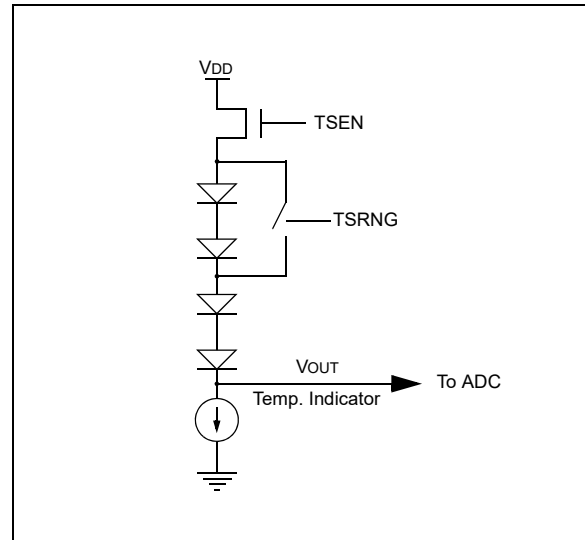 VDD
TSEN
TSRNG
VOUT
To ADC
Temp. Indicator